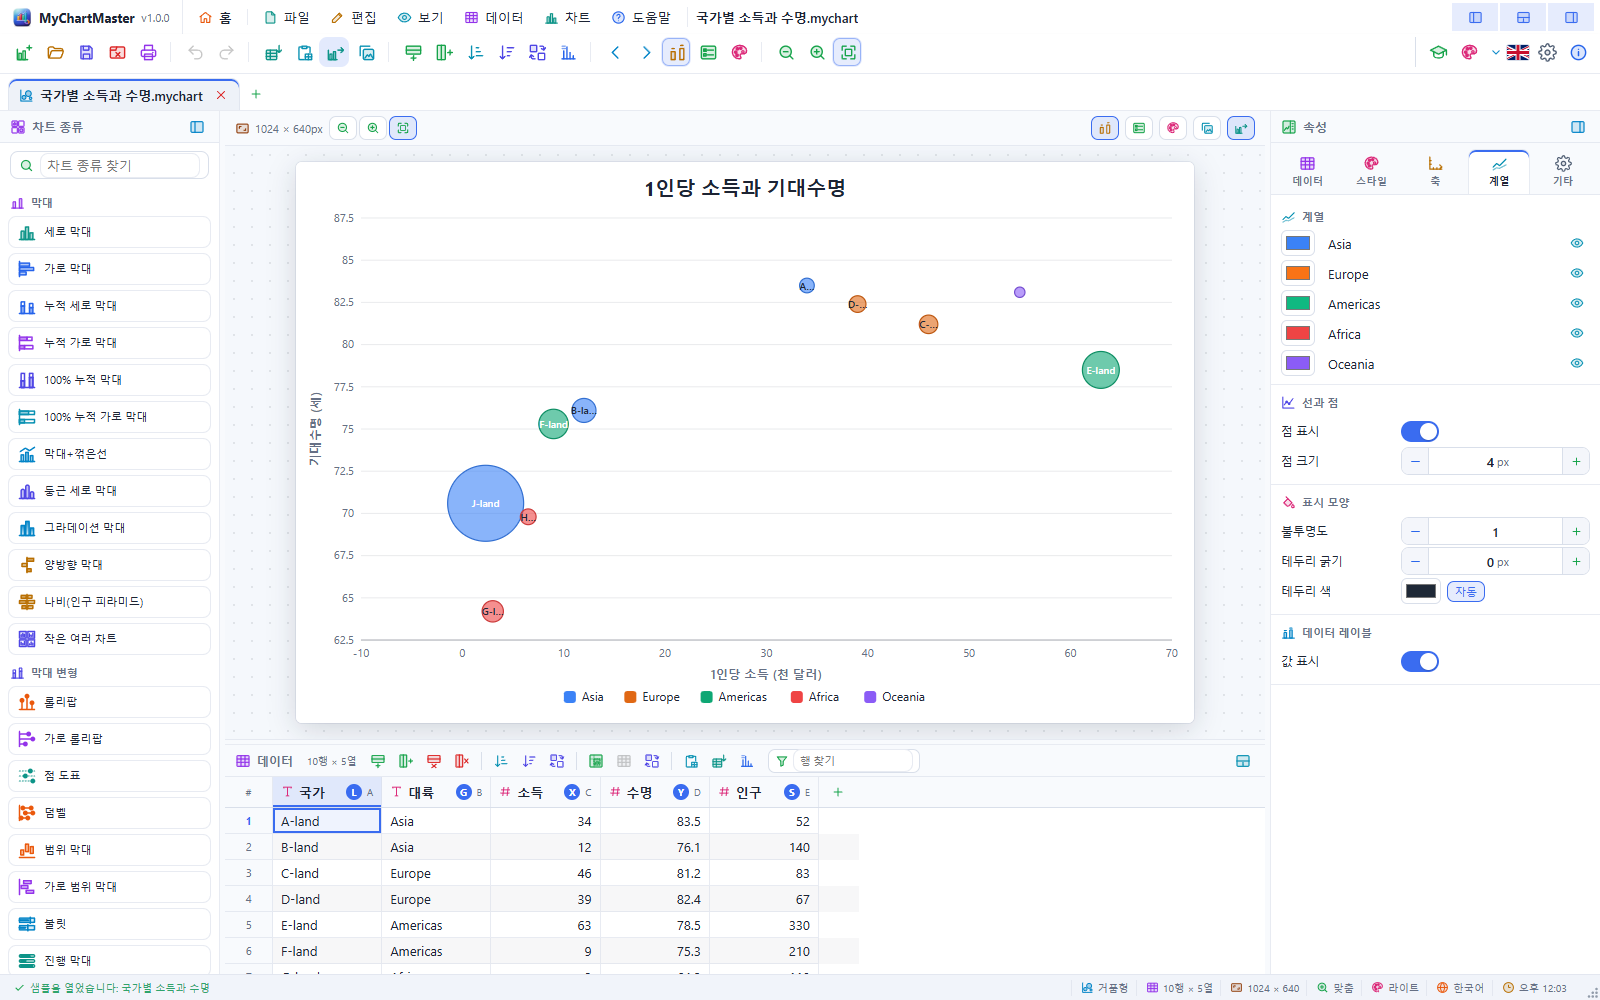 MyChartMaster v1.0.0 홈 파일 편집 보기 데이터 차트 도움말 국가별 소득과 수명.mychart
국가별 소득과 수명.mychart
차트 종류
차트 종류 찾기
막대
세로 막대
가로 막대
누적 세로 막대
누적 가로 막대
100% 누적 막대
100% 누적 가로 막대
막대+꺾은선
둥근 세로 막대
그라데이션 막대
양방향 막대
나비(인구 피라미드)
작은 여러 차트
막대 변형
롤리팝
가로 롤리팝
점 도표
덤벨
범위 막대
가로 범위 막대
불릿
진행 막대
1024 × 640px
1인당 소득과 기대수명
87.5
85
82.5
80
77.5
75
72.5
70
67.5
65
62.5
기대수명 (세)
A...
D-...
C-...
E-land
B-la...
F-land
J-land
H...
G-l...
-10 0 10 20 30 40 50 60 70
1인당 소득 (천 달러)
Asia Europe Americas Africa Oceania
데이터 10행 × 5열 행 찾기
# 국가 L A 대륙 G B # 소득 X C # 수명 Y D # 인구 S E
1 A-land Asia 34 83.5 52
2 B-land Asia 12 76.1 140
3 C-land Europe 46 81.2 83
4 D-land Europe 39 82.4 67
5 E-land Americas 63 78.5 330
6 F-land Americas 9 75.3 210
속성
데이터 스타일 축 계열 기타
계열
Asia
Europe
Americas
Africa
Oceania
선과 점
점 표시
점 크기 4 px
표시 모양
불투명도 1
테두리 굵기 0 px
테두리 색 자동
데이터 레이블
값 표시
샘플을 열었습니다: 국가별 소득과 수명 거품형 10행 × 5열 1024 × 640 맞춤 라이트 한국어 오후 12:03